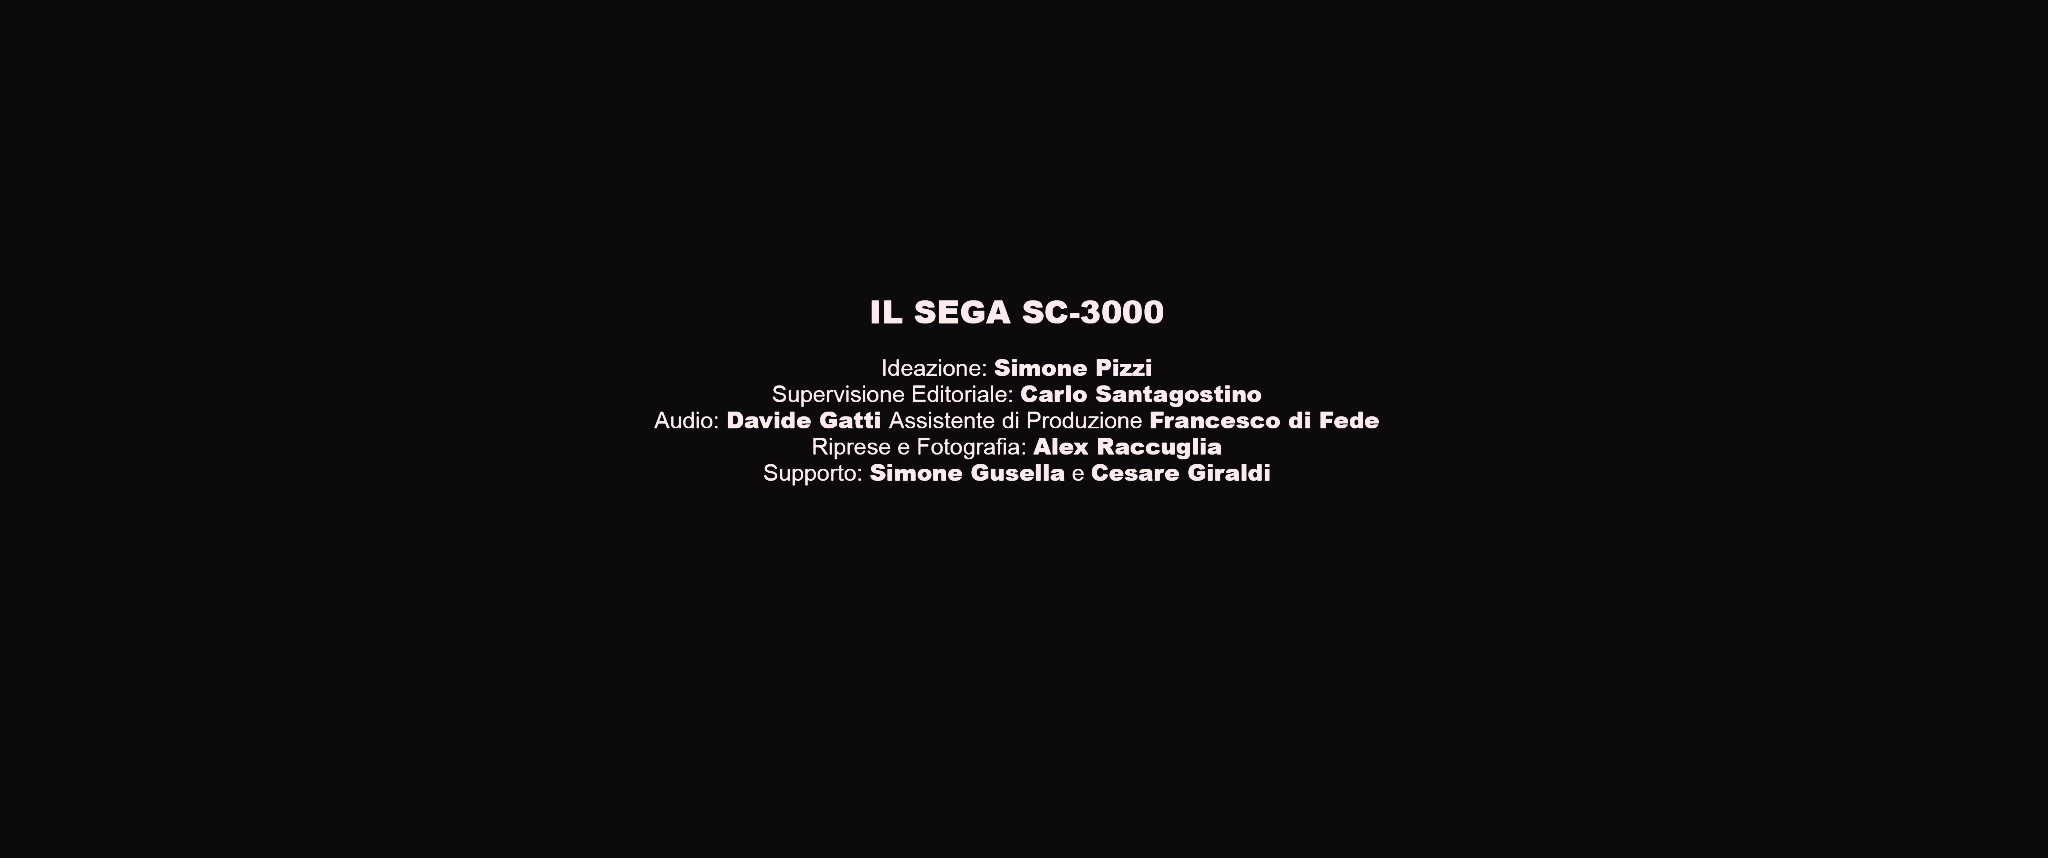 IL SEGA SC-3000
Ideazione: Simone Pizzi
Supervisione Editoriale: Carlo Santagostino
Audio: Davide Gatti Assistente di Produzione Francesco di Fede
Riprese e Fotografia: Alex Raccuglia
Supporto: Simone Gusella e Cesare Giraldi